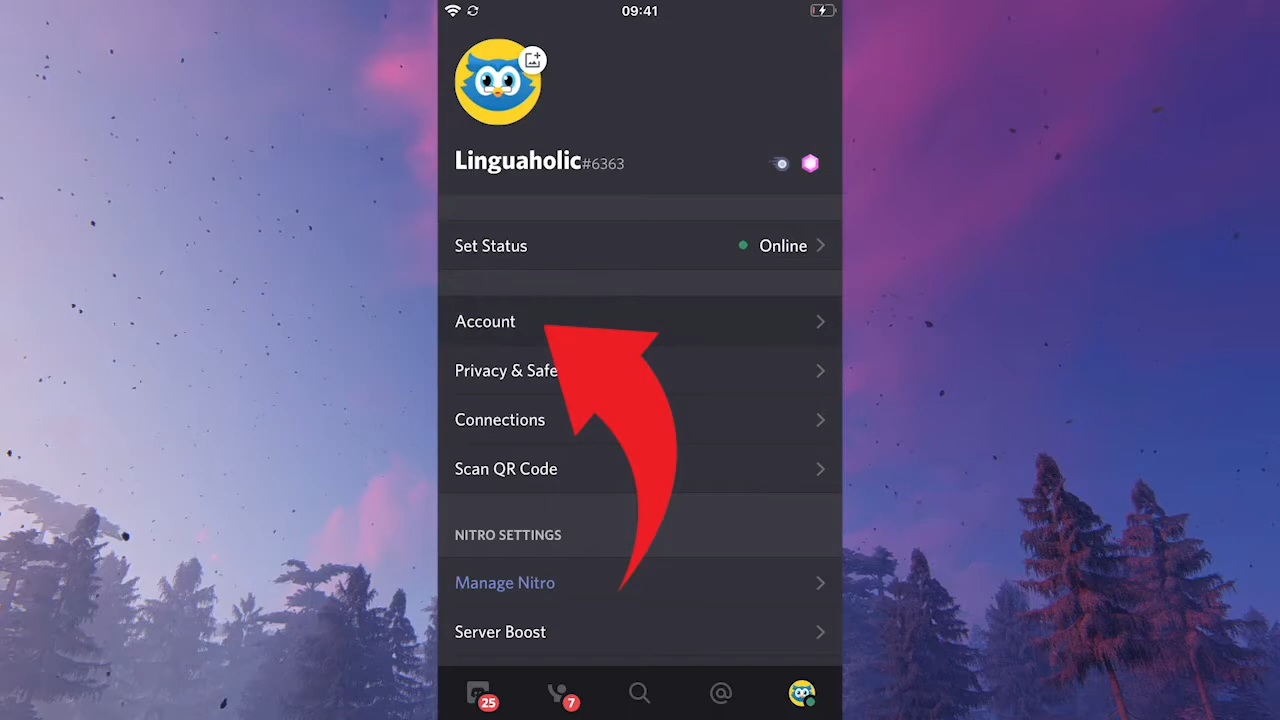 09:41
Linguaholic#6363
Set Status Online
Account
Privacy & Safe
Connections
Scan QR Code
NITRO SETTINGS
Manage Nitro
Server Boost
25 7 @